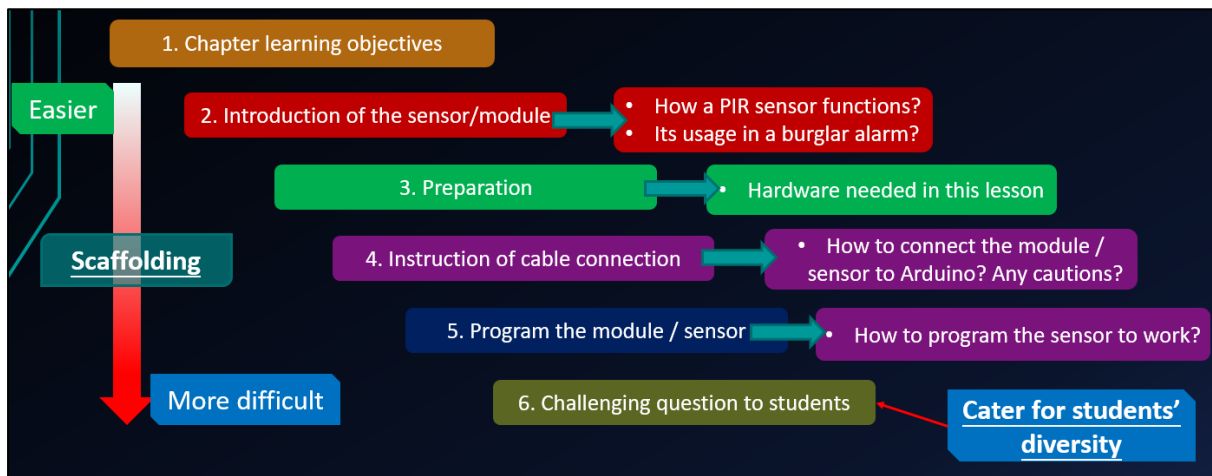 1. Chapter learning objectives
Easier
2. Introduction of the sensor/module
• How a PIR sensor functions?
• Its usage in a burglar alarm?
3. Preparation
• Hardware needed in this lesson
Scaffolding
4. Instruction of cable connection
• How to connect the module /
sensor to Arduino? Any cautions?
5. Program the module / sensor
• How to program the sensor to work?
More difficult
6. Challenging question to students
Cater for students’
diversity